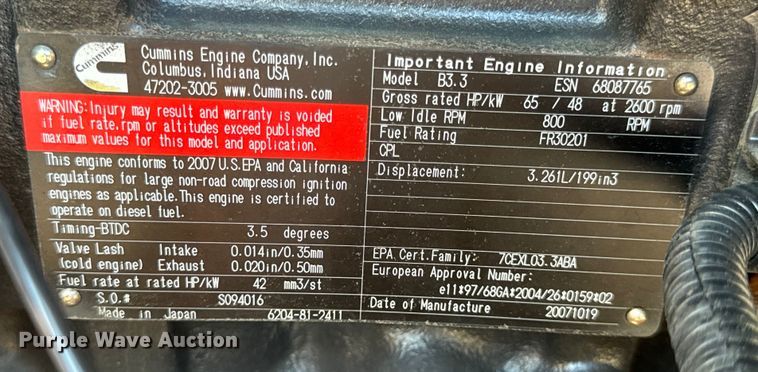 Cummins
Cummins Engine Company, Inc.
Columbus, Indiana USA
47202-3005 www.Cummins.com
WARNING: Injury may result and warranty is voided
if fuel rate.rpm or altitudes exceed published
maximum values for this model and application.
This engine conforms to 2007 U.S.EPA and California
regulations for large non-road compression ignition
engines as applicable. This engine is certified to
operate on diesel fuel.
Timing-BTDC 3.5 degrees
Valve Lash Intake 0.014in/0.35mm
(cold engine) Exhaust 0.020in/0.50mm
Fuel rate at rated HP/kW 42 mm3/st
S.O.# S094016
Made in Japan 6204-81-2411
Important Engine Information
Model B3.3 ESN 68087765
Gross rated HP/kW 65 / 48 at 2600 rpm
Low Idle RPM 800 RPM
Fuel Rating FR30201
CPL
Displacement: 3.261L/199in3
EPA.Cert.Family: 7CEXL03.3ABA
European Approval Number:
e11*97/68GA*2004/26*0159*02
Date of Manufacture 20071019
Purple Wave Auction